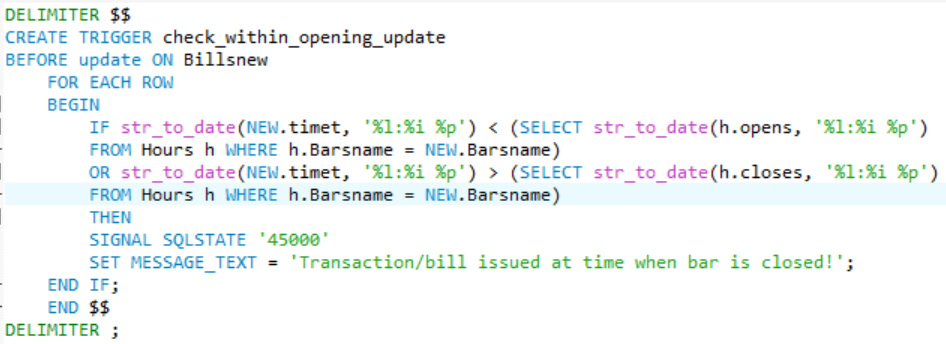 DELIMITER $$
CREATE TRIGGER check_within_opening_update
BEFORE update ON Billsnew
    FOR EACH ROW
    BEGIN
        IF str_to_date(NEW.timet, '%l:%i %p') < (SELECT str_to_date(h.opens, '%l:%i %p')
        FROM Hours h WHERE h.Barsname = NEW.Barsname)
        OR str_to_date(NEW.timet, '%l:%i %p') > (SELECT str_to_date(h.closes, '%l:%i %p')
        FROM Hours h WHERE h.Barsname = NEW.Barsname)
        THEN
        SIGNAL SQLSTATE '45000'
        SET MESSAGE_TEXT = 'Transaction/bill issued at time when bar is closed!';
    END IF;
    END $$
DELIMITER ;